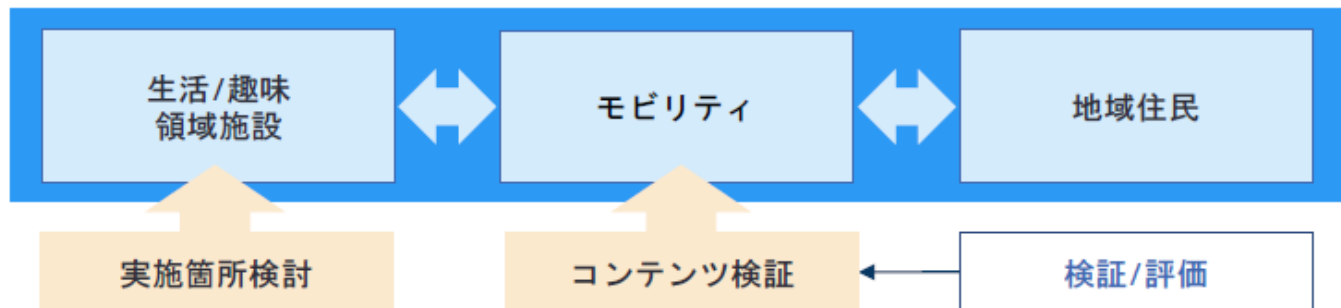 生活/趣味
領域施設
モビリティ
地域住民
実施箇所検討
コンテンツ検証
検証/評価